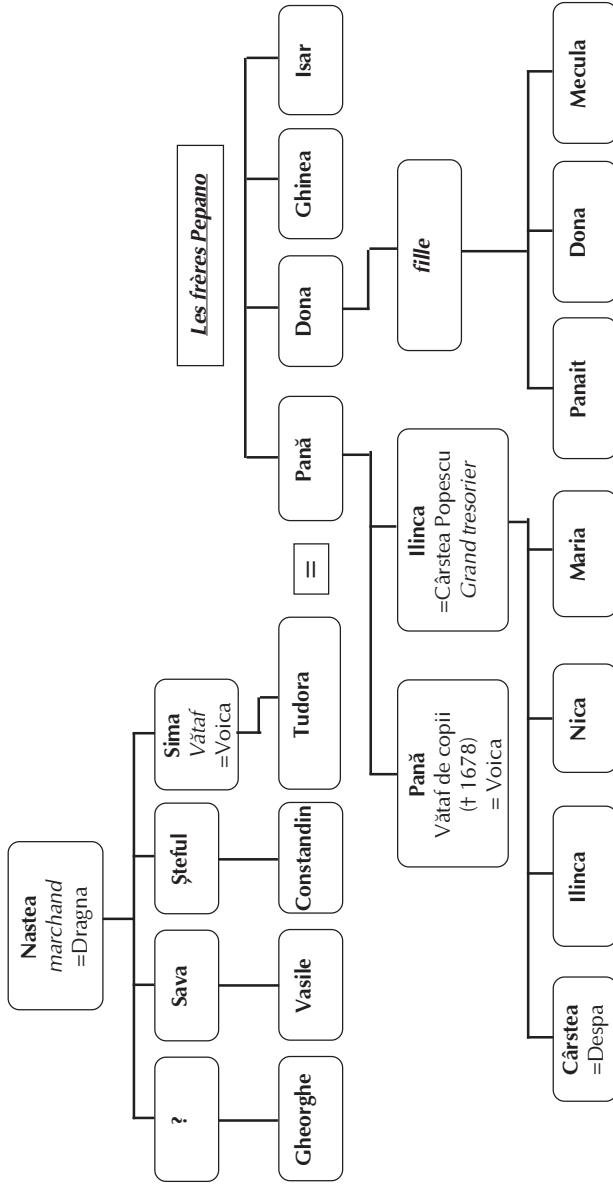 Nastea
marchand
=Dragna
Les frères Pepano
?
Sava
Șteful
Sima
Vătaf
=Voica
Gheorghe
Vasile
Constandin
Tudora
=
Pană
Dona
Ghinea
Isar
Pană
Vătaf de copii
(† 1678)
= Voica
Ilinca
=Cârstea Popescu
Grand tresorier
fille
Cârstea
=Despa
Ilinca
Nica
Maria
Panait
Dona
Mecula